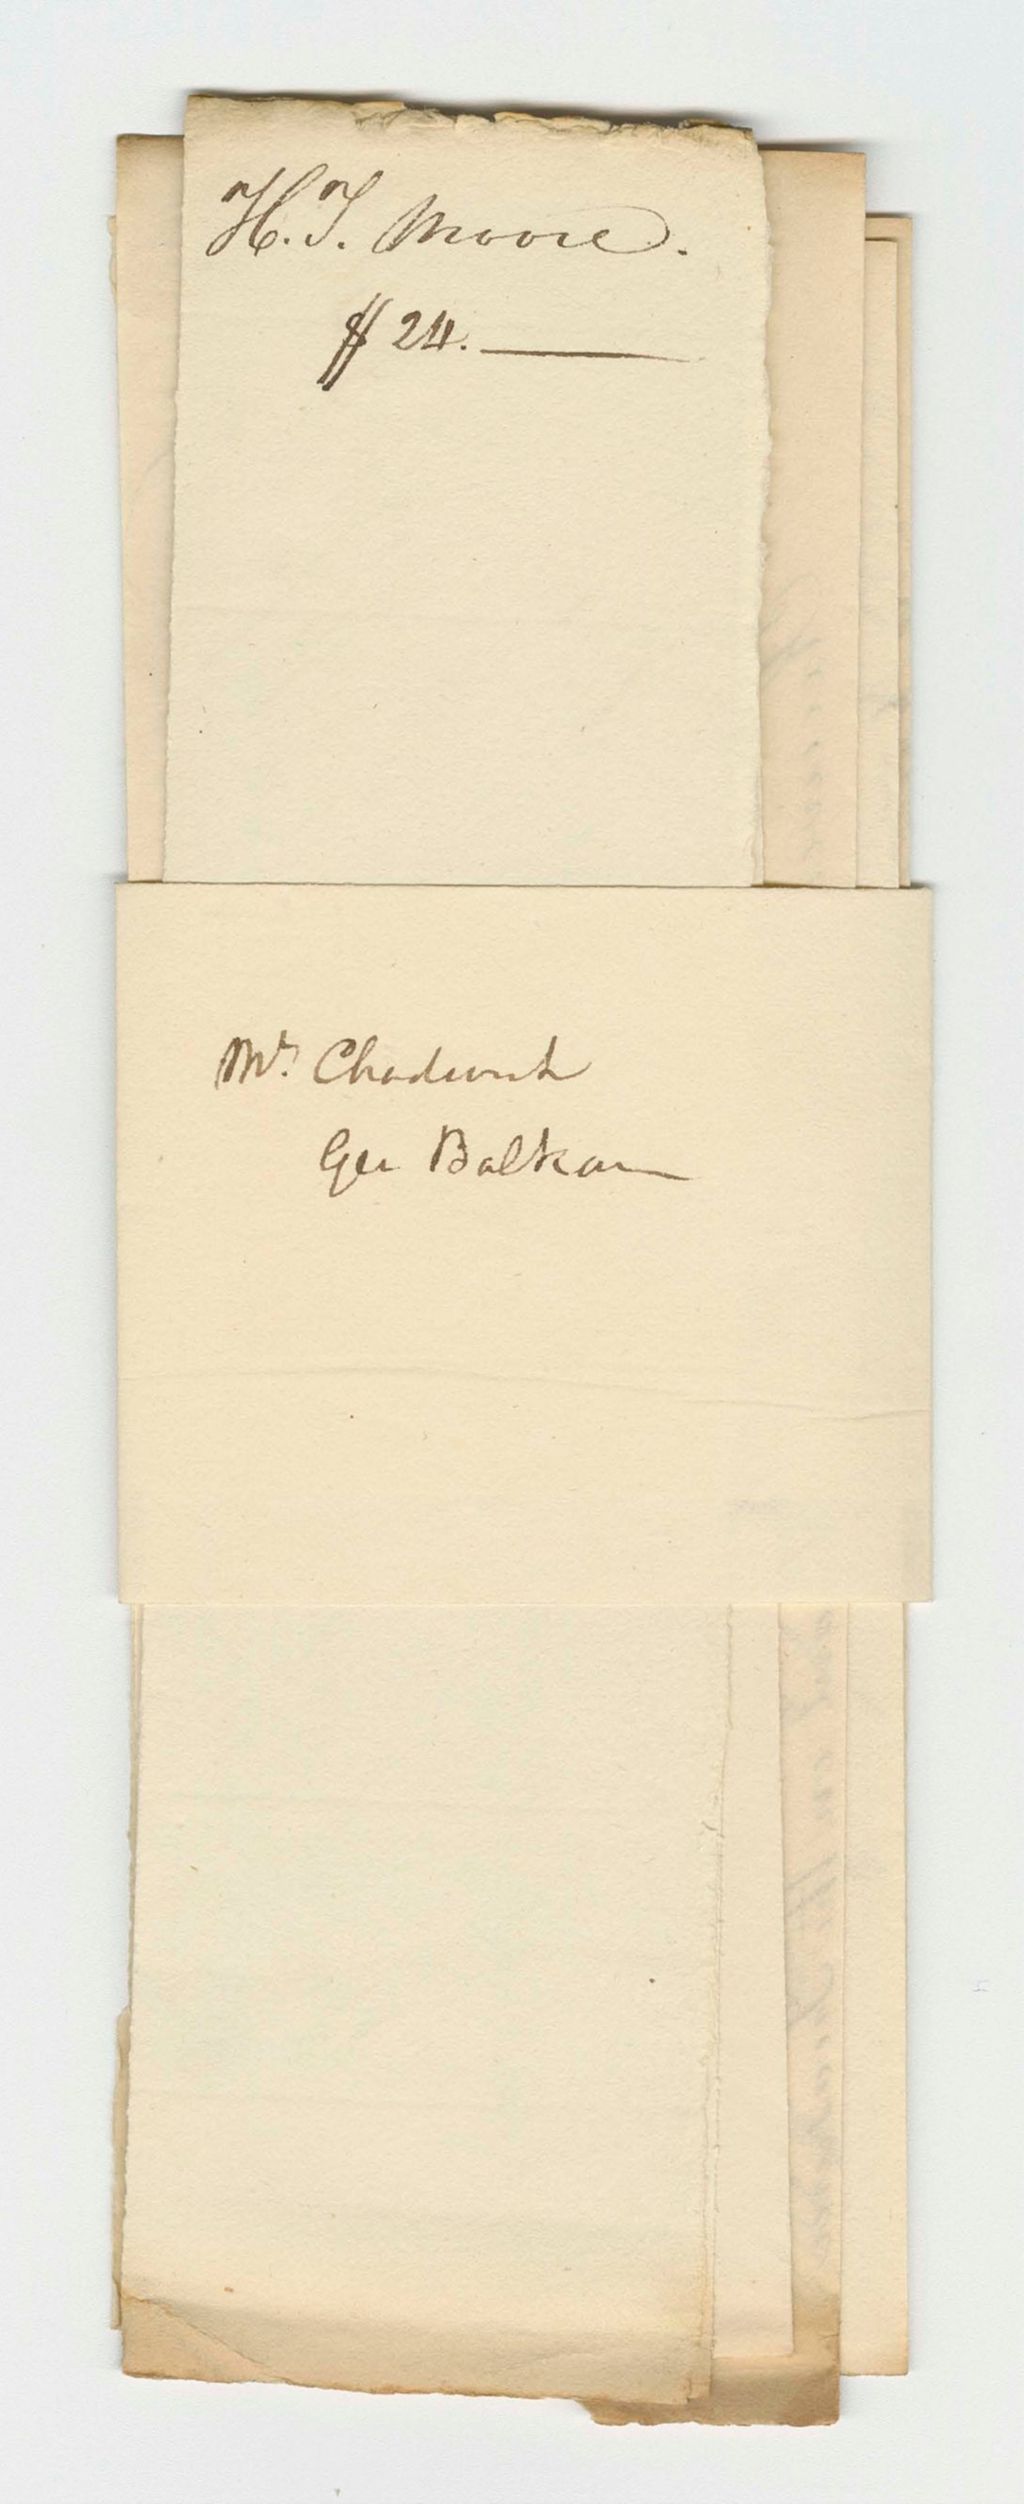 H. T. Moore.
$ 24. ———
Mr. Chadwick
Geo Balkam